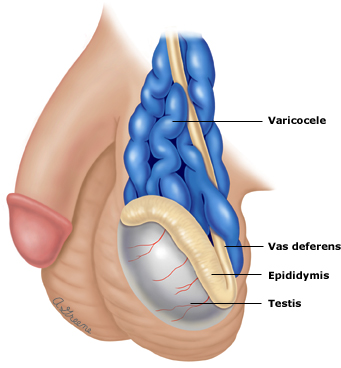 Varicocele
Vas deferens
Epididymis
Testis